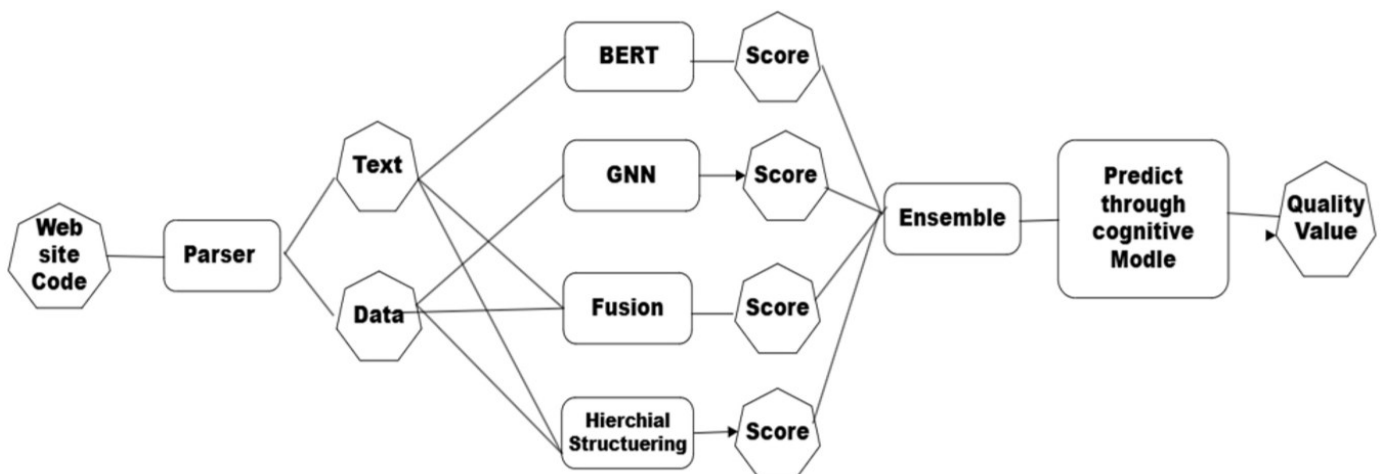 Web
site
Code
Parser
Text
Data
BERT
GNN
Fusion
Hierchial
Structuering
Score
Score
Score
Score
Ensemble
Predict
through
cognitive
Modle
Quality
Value